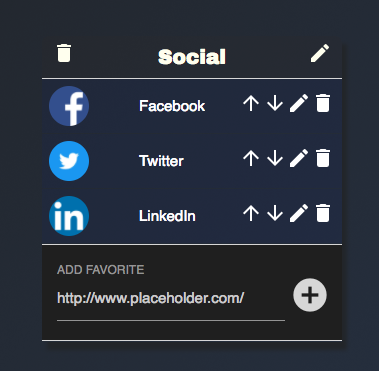 Social
Facebook
Twitter
LinkedIn
ADD FAVORITE
http://www.placeholder.com/